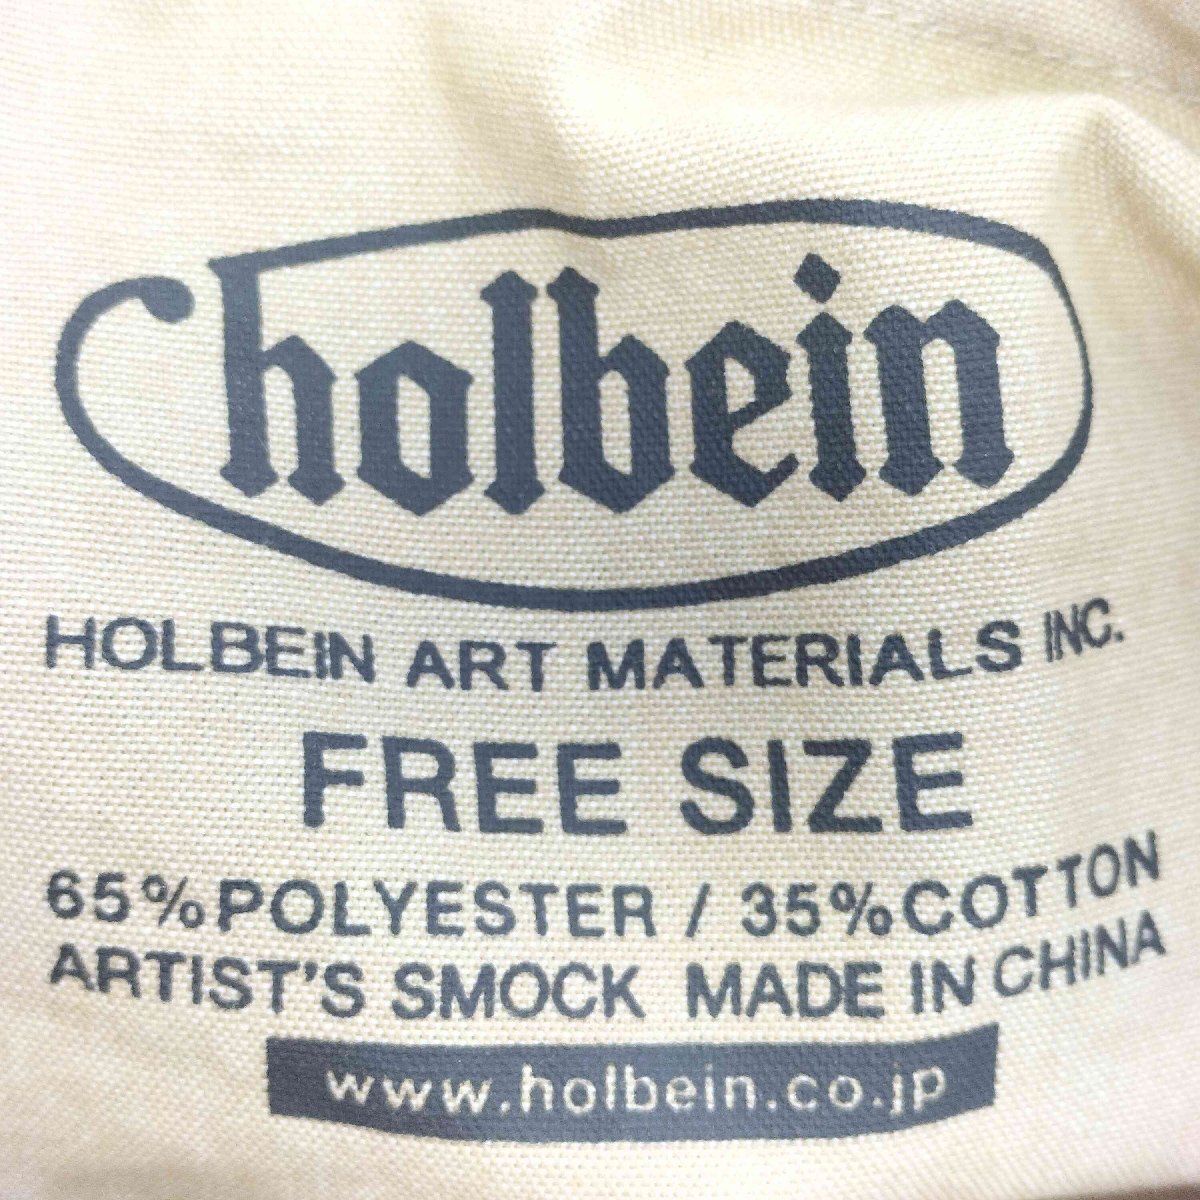 holbein
HOLBEIN ART MATERIALS INC.
FREE SIZE
65%POLYESTER / 35%COTTON
ARTIST'S SMOCK MADE IN CHINA
www.holbein.co.jp